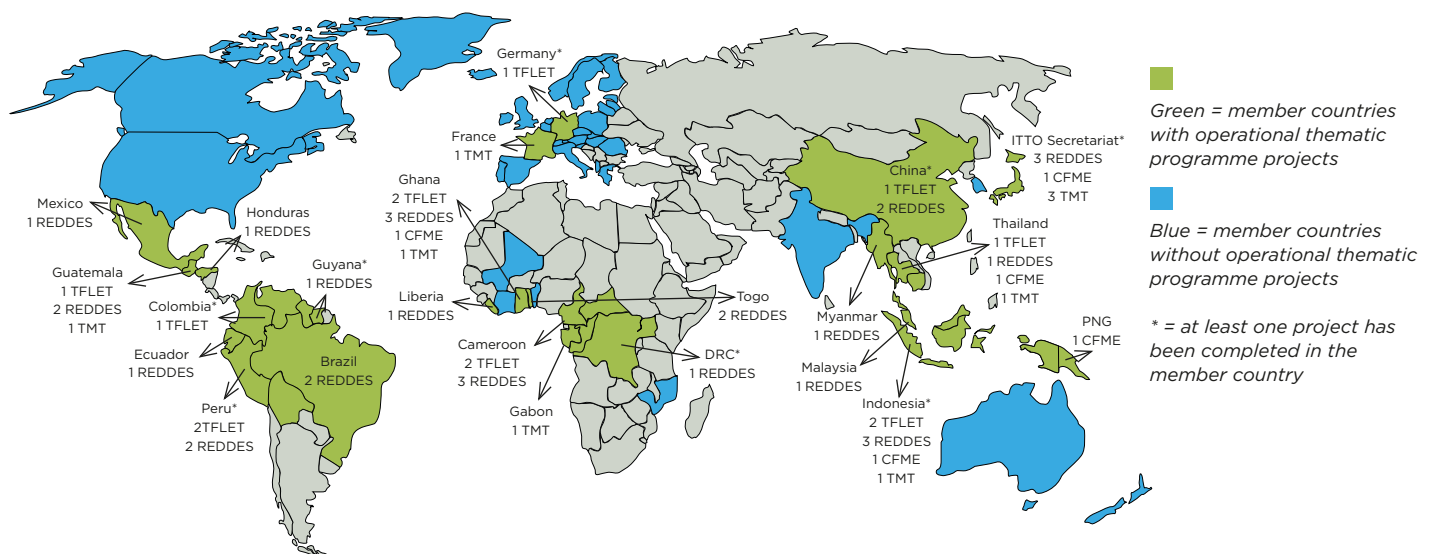 Germany*
1 TFLET
France
1 TMT
Ghana
2 TFLET
3 REDDES
1 CFME
1 TMT
Mexico
1 REDDES
Honduras
1 REDDES
Guatemala
1 TFLET
2 REDDES
1 TMT
Guyana*
1 REDDES
Colombia*
1 TFLET
Ecuador
1 REDDES
Brazil
2 REDDES
Peru*
2TFLET
2 REDDES
Liberia
1 REDDES
Togo
2 REDDES
Cameroon
2 TFLET
3 REDDES
DRC*
1 REDDES
Gabon
1 TMT
China*
1 TFLET
2 REDDES
ITTO Secretariat*
3 REDDES
1 CFME
3 TMT
Thailand
1 TFLET
1 REDDES
1 CFME
1 TMT
Myanmar
1 REDDES
Malaysia
1 REDDES
Indonesia*
2 TFLET
3 REDDES
1 CFME
1 TMT
PNG
1 CFME
Green = member countries
with operational thematic
programme projects
Blue = member countries
without operational thematic
programme projects
* = at least one project has
been completed in the
member country